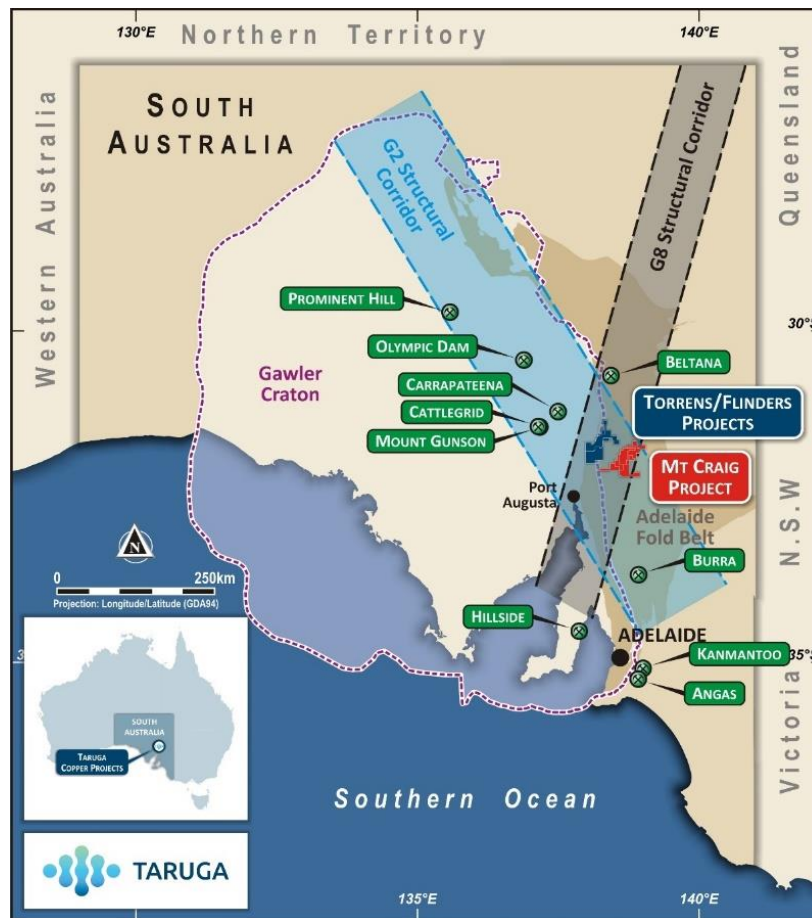 130°E
140°E
Northern Territory
SOUTH
AUSTRALIA
Western Australia
Queensland
G2 Structural
Corridor
G8 Structural Corridor
PROMINENT HILL
30°S
OLYMPIC DAM
BELTANA
Gawler
Craton
CARRAPATEENA
CATTLEGRID
MOUNT GUNSON
TORRENS/FLINDERS
PROJECTS
MT CRAIG
PROJECT
Port
Augusta
Adelaide
Fold Belt
N.S.W
N
BURRA
0
250km
Projection: Longitude/Latitude (GDA94)
HILLSIDE
ADELAIDE
KANMANTOO
35°S
ANGAS
Victoria
SOUTH
AUSTRALIA
TARUGA
COPPER PROJECTS
Southern Ocean
TARUGA
135°E
140°E